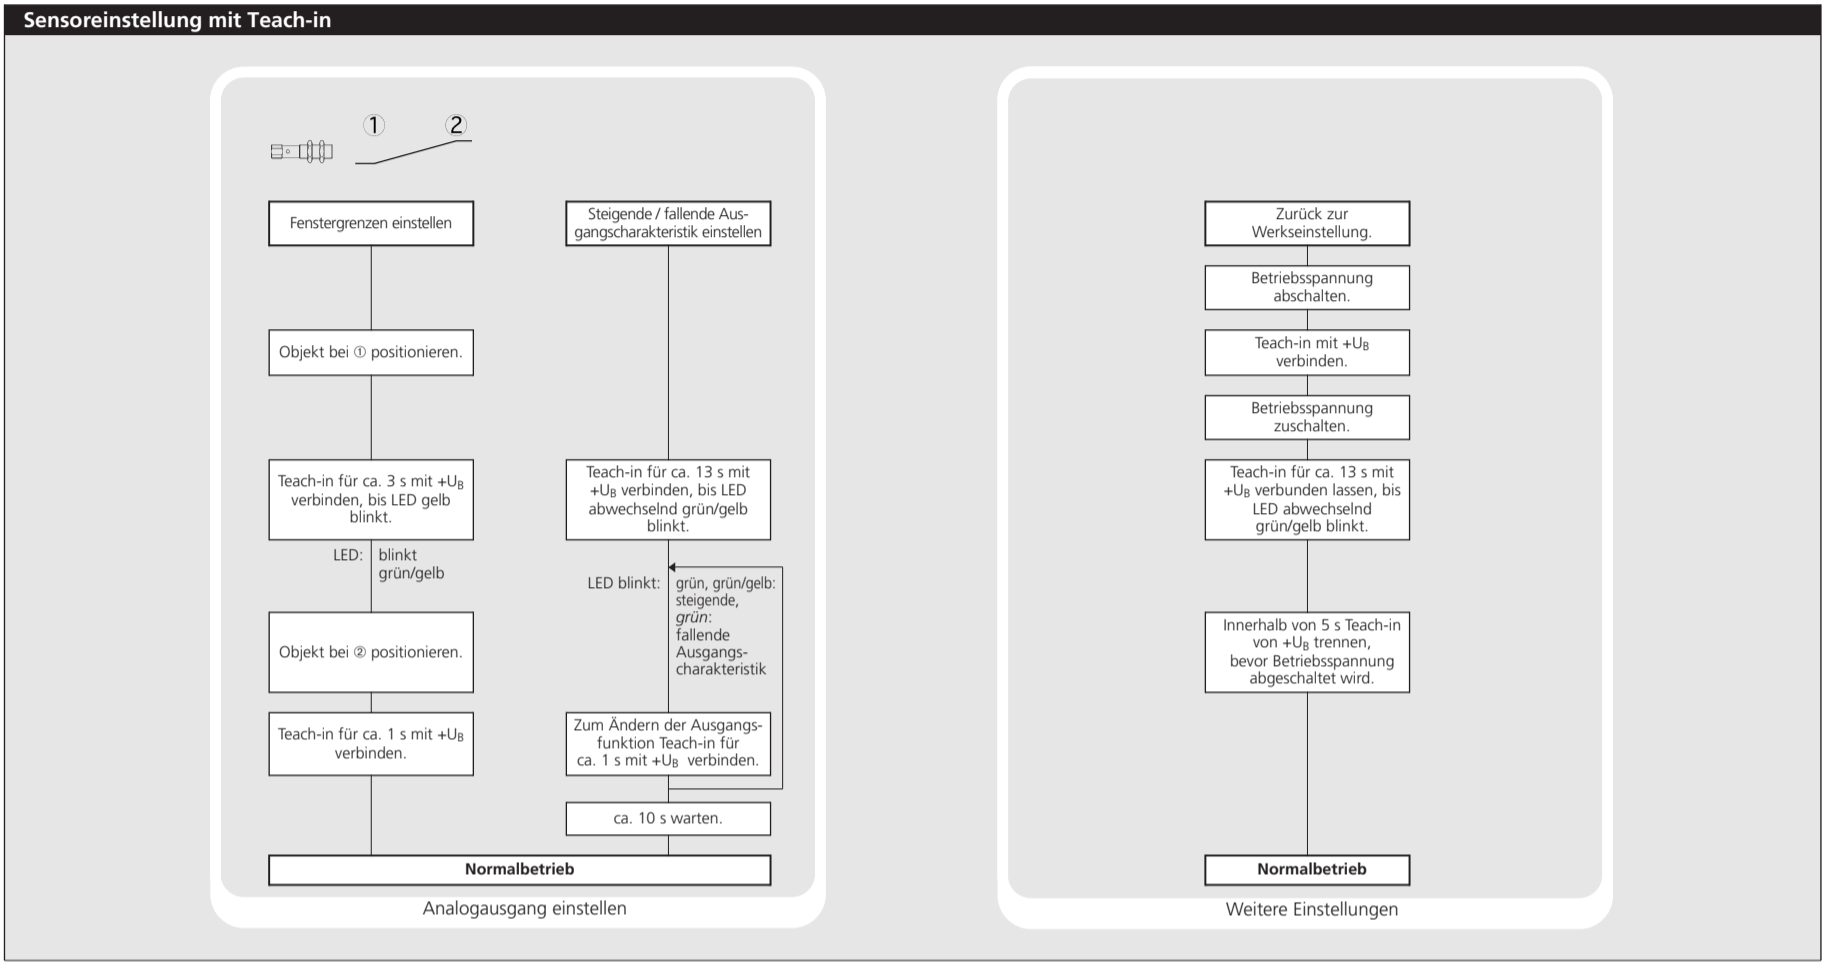 Sensoreinstellung mit Teach-in
① ②
Fenstergrenzen einstellen
Objekt bei ① positionieren.
Teach-in für ca. 3 s mit +UB
verbinden, bis LED gelb
blinkt.
LED: blinkt
grün/gelb
Objekt bei ② positionieren.
Teach-in für ca. 1 s mit +UB
verbinden.
Steigende / fallende Aus-
gangscharakteristik einstellen
Teach-in für ca. 13 s mit
+UB verbinden, bis LED
abwechselnd grün/gelb
blinkt.
LED blinkt: grün, grün/gelb:
steigende,
grün:
fallende
Ausgangs-
charakteristik
Zum Ändern der Ausgangs-
funktion Teach-in für
ca. 1 s mit +UB verbinden.
ca. 10 s warten.
Normalbetrieb
Analogausgang einstellen
Zurück zur
Werkseinstellung.
Betriebsspannung
abschalten.
Teach-in mit +UB
verbinden.
Betriebsspannung
zuschalten.
Teach-in für ca. 13 s mit
+UB verbunden lassen, bis
LED abwechselnd
grün/gelb blinkt.
Innerhalb von 5 s Teach-in
von +UB trennen,
bevor Betriebsspannung
abgeschaltet wird.
Normalbetrieb
Weitere Einstellungen